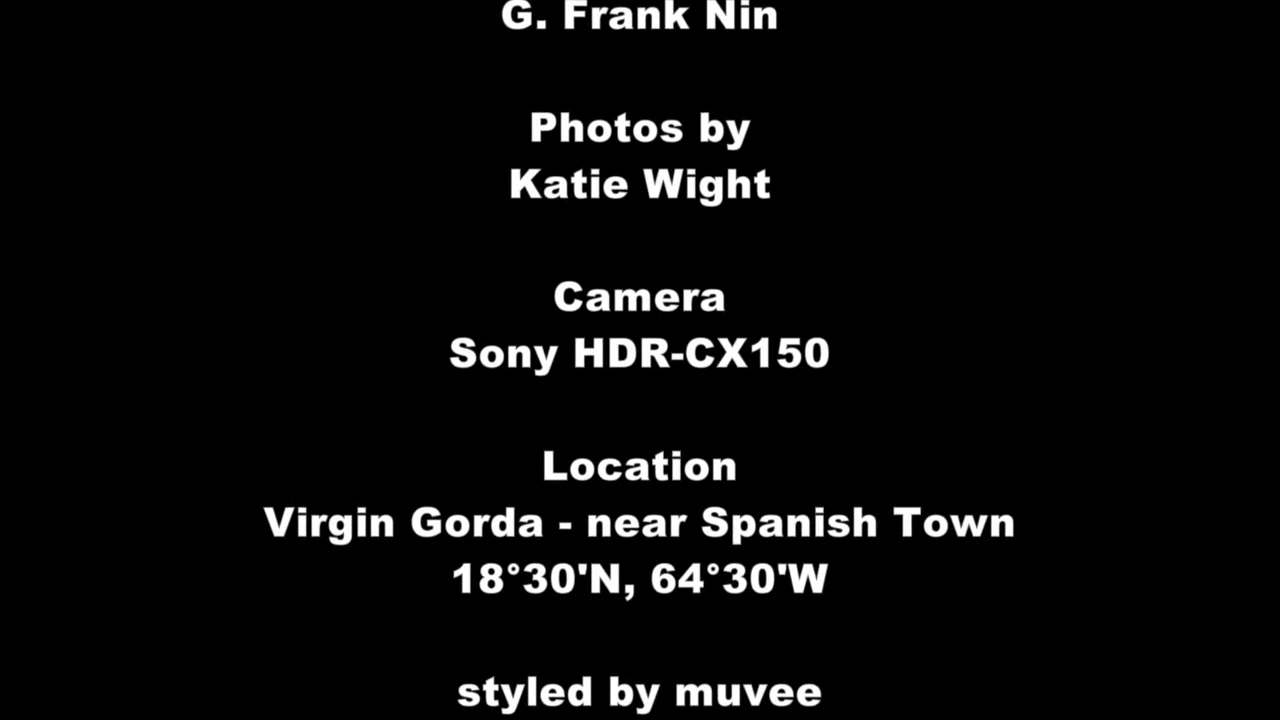 G. Frank Nin
Photos by
Katie Wight
Camera
Sony HDR-CX150
Location
Virgin Gorda - near Spanish Town
18°30'N, 64°30'W
styled by muvee